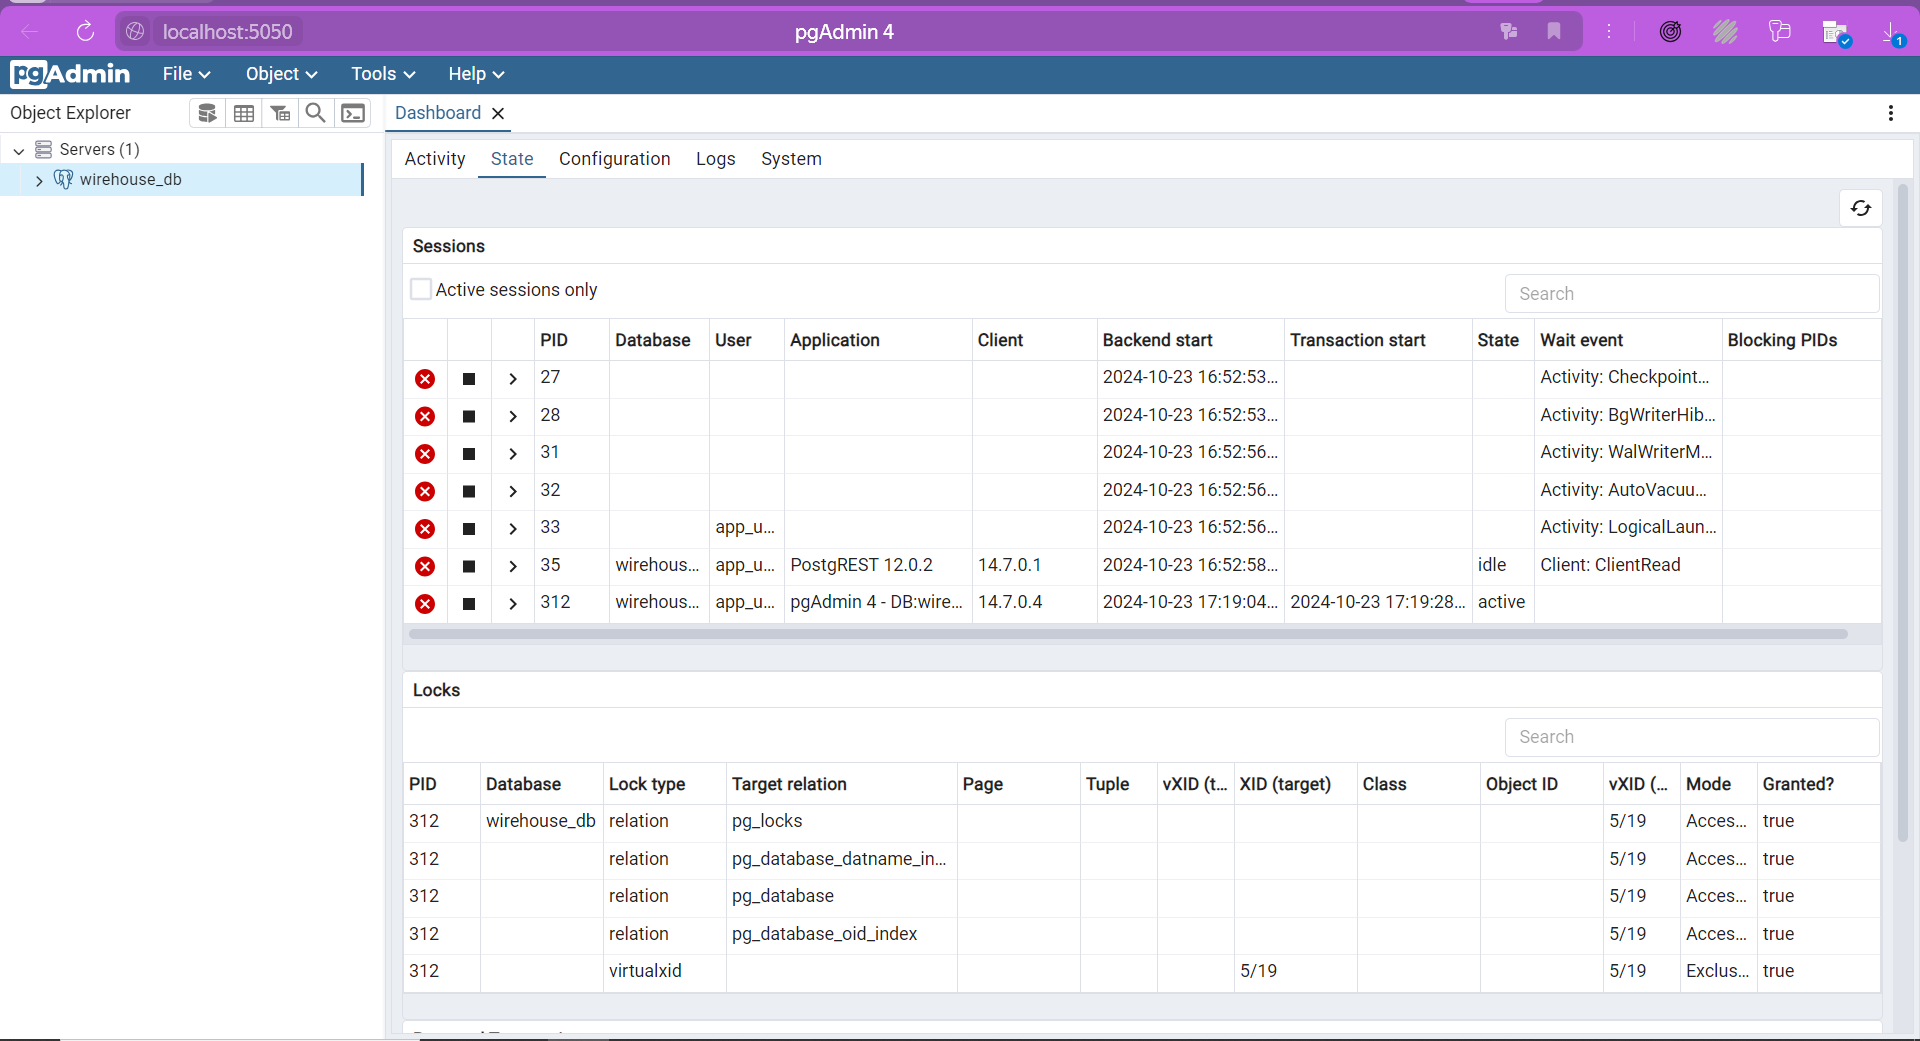 localhost:5050 pgAdmin 4 1
pgAdmin File Object Tools Help
Object Explorer Dashboard
Servers (1)
wirehouse_db
Activity State Configuration Logs System
Sessions
Active sessions only Search
PID Database User Application Client Backend start Transaction start State Wait event Blocking PIDs
27 2024-10-23 16:52:53... Activity: Checkpoint...
28 2024-10-23 16:52:53... Activity: BgWriterHib...
31 2024-10-23 16:52:56... Activity: WalWriterM...
32 2024-10-23 16:52:56... Activity: AutoVacuu...
33 app_u... 2024-10-23 16:52:56... Activity: LogicalLaun...
35 wirehous... app_u... PostgREST 12.0.2 14.7.0.1 2024-10-23 16:52:58... idle Client: ClientRead
312 wirehous... app_u... pgAdmin 4 - DB:wire... 14.7.0.4 2024-10-23 17:19:04... 2024-10-23 17:19:28... active
Locks
Search
PID Database Lock type Target relation Page Tuple vXID (t... XID (target) Class Object ID vXID (... Mode Granted?
312 wirehouse_db relation pg_locks 5/19 Acces... true
312 relation pg_database_datname_in... 5/19 Acces... true
312 relation pg_database 5/19 Acces... true
312 relation pg_database_oid_index 5/19 Acces... true
312 virtualxid 5/19 5/19 Exclus... true